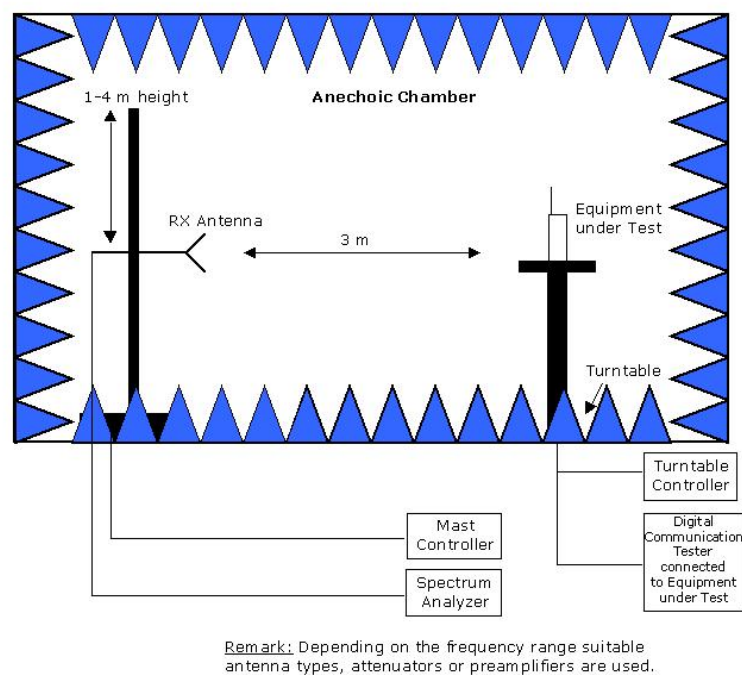 Anechoic Chamber
1-4 m height
RX Antenna
3 m
Equipment
under Test
Turntable
Turntable
Controller
Mast
Controller
Digital
Communication
Tester
connected
to Equipment
under Test
Spectrum
Analyzer
Remark: Depending on the frequency range suitable
antenna types, attenuators or preamplifiers are used.